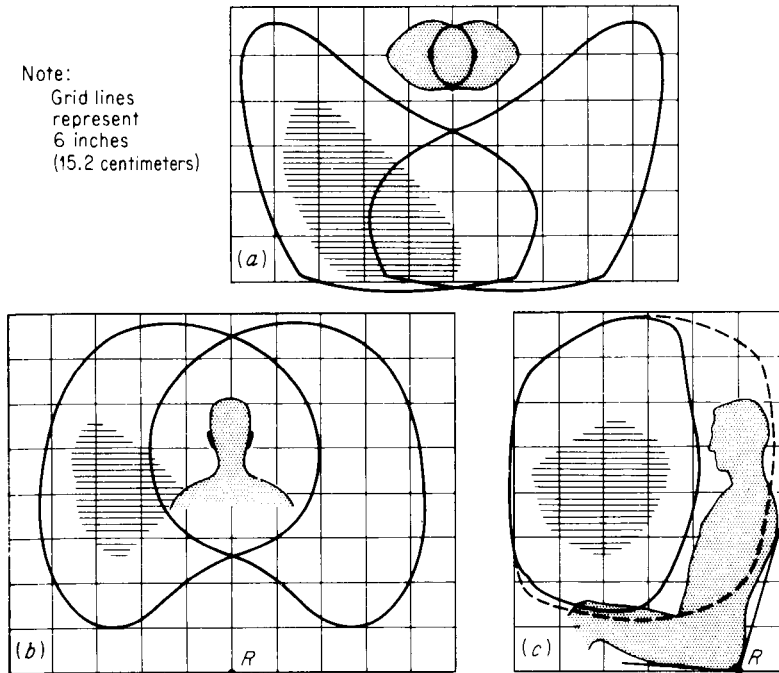 Note:
Grid lines
represent
6 inches
(15.2 centimeters)
(a)
(b)
R
(c)
R